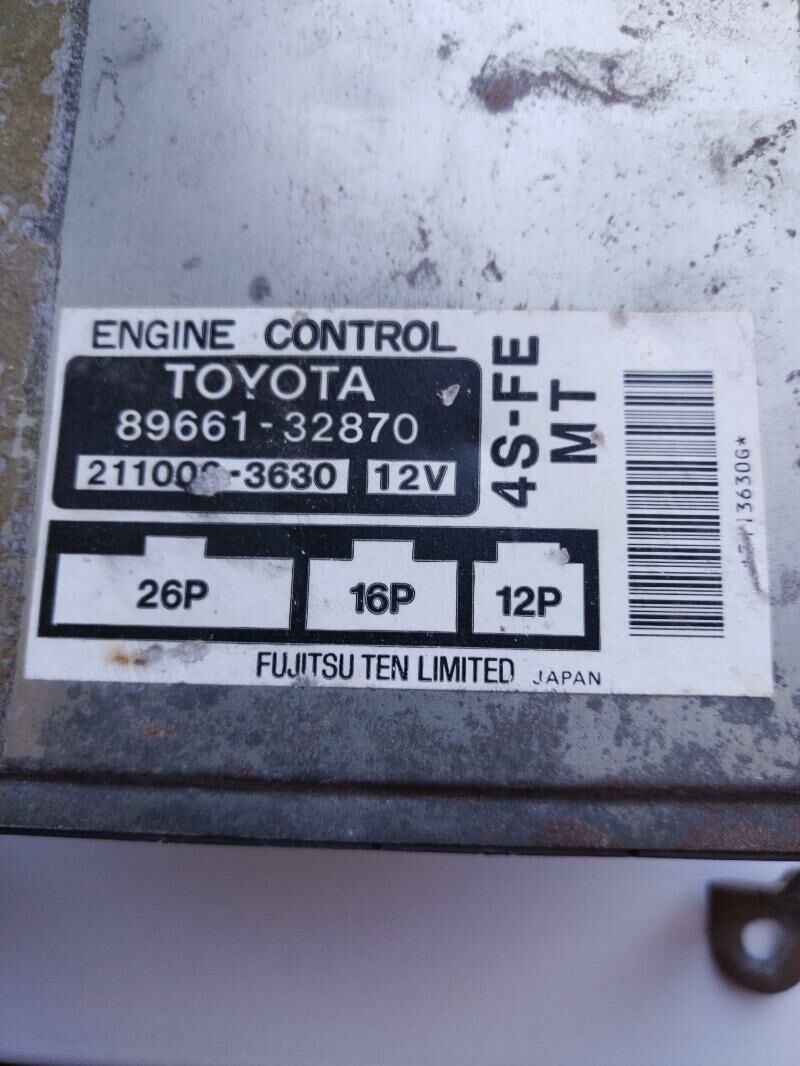 ENGINE CONTROL
TOYOTA
89661-32870
12V
4S-FE
MT
26P
16P
12P
FUJITSU TEN LIMITED JAPAN